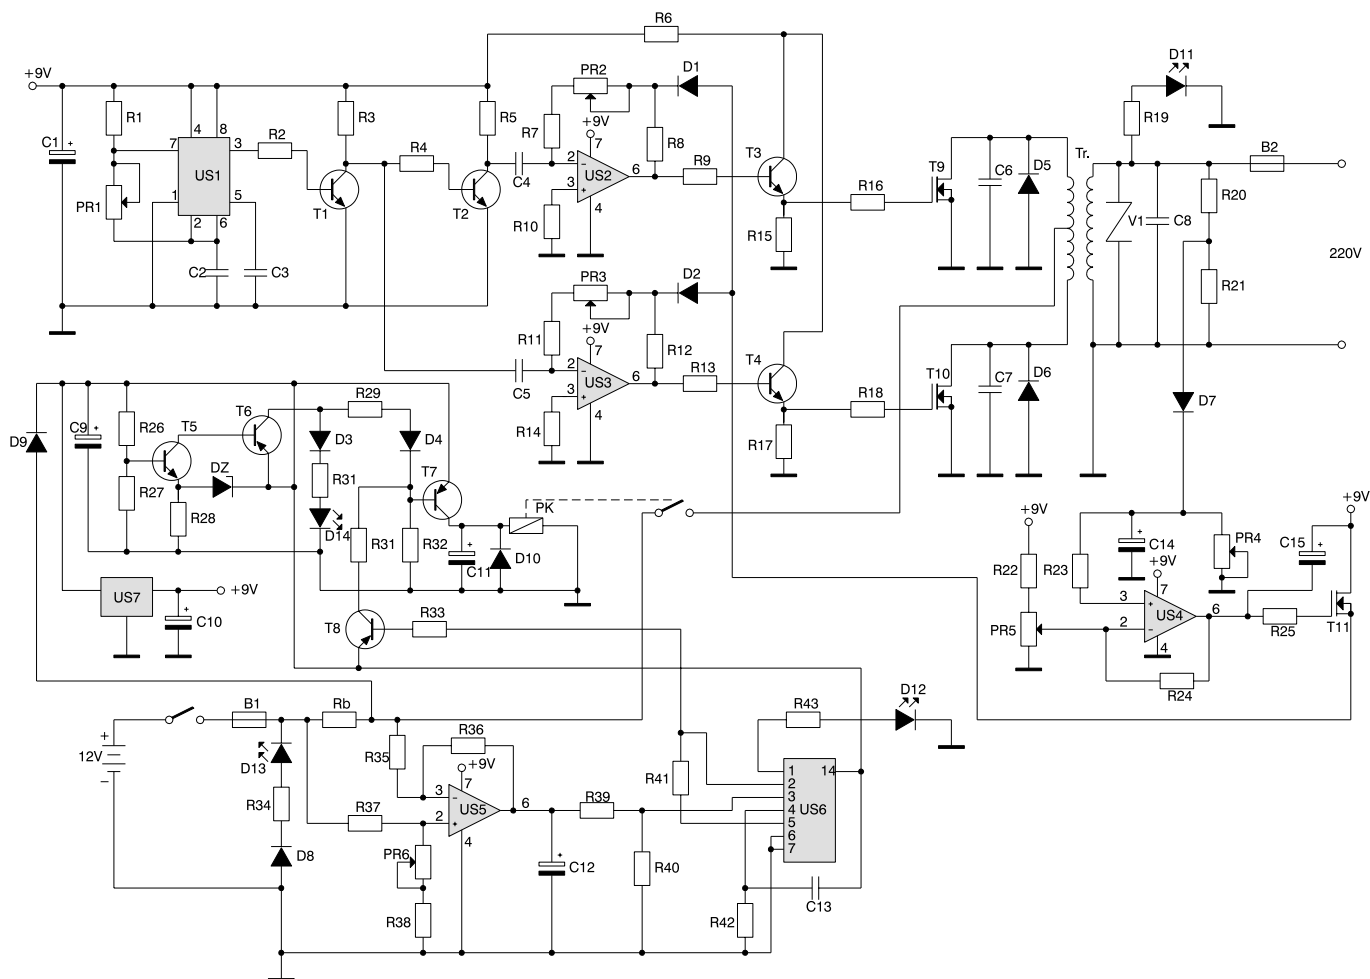 R6
D11
+9V
PR2
D1
R19
R1
R3
R5
R7
+9V
C1
+
4
8
7
3
R2
7
R8
T3
Tr.
B2
US1
R4
C4
2
−
US2
6
R9
T9
C6
D5
3
+
R16
R20
PR1
1
5
T1
T2
R10
4
R15
V1
C8
2
6
C2
C3
220V
PR3
D2
R21
R11
+9V
7
R12
T4
2
−
US3
6
R13
T10
C7
D6
C5
3
+
R18
R14
4
R17
D7
D9
C9
+
R26
T5
T6
R29
D3
D4
DZ
T7
R27
R31
R28
D14
R31
R32
C11
+
D10
PK
+9V
+9V
C14
+
PR4
C15
+
R22
R23
+9V
7
US7
+9V
C10
+
T8
R33
3
+
US4
6
T11
PR5
2
−
R25
4
R24
D12
B1
Rb
R43
+
12V
−
D13
R35
R36
+9V
7
R41
1
14
2
3
−
US5
6
R39
3
4
US6
R34
R37
2
+
5
4
6
7
D8
PR6
+
C12
R40
C13
R38
R42